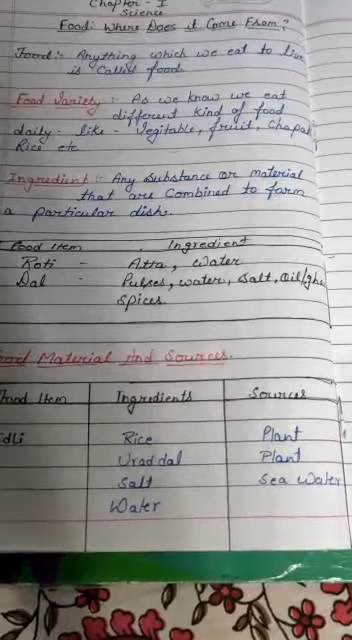 Chapter - I
Science
Food: Where Does it Come From?
Food:- Anything which we eat to live
is Called food.
Food Variety:- As we know we eat
different kind of food
daily - like - Vegitable, fruit, Chapati
Rice etc
Ingredient:- Any substance or material
that are Combined to form
a particular dish.
Food Item Ingredient
Roti - Atta, Water
Dal - Pulses, water, Salt, Oil/ghee
Spices.
Food Material And Sources.
Food Item Ingredients Sources
Idli Rice Plant
Urad dal Plant
Salt Sea Water
Water